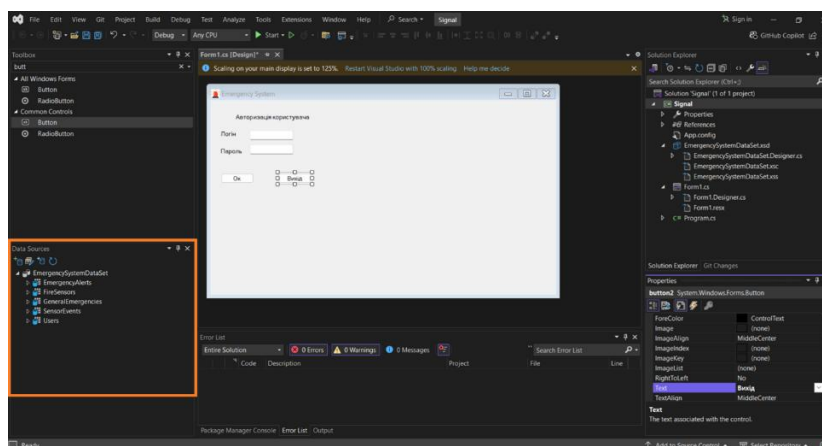 File Edit View Git Project Build Debug Test Analyze Tools Extensions Window Help Search Signal Sign in
Debug Any CPU Start GitHub Copilot
Toolbox
butt
All Windows Forms
Button
RadioButton
Common Controls
Button
RadioButton
Form1.cs [Design]*
Scaling on your main display is set to 125%. Restart Visual Studio with 100% scaling Help me decide
Emergency System
Авторизація користувача
Логін
Пароль
Ок Вихід
Data Sources
EmergencySystemDataSet
EmergencyAlerts
FireSensors
GeneralEmergencies
SensorEvents
Users
Error List
Entire Solution 0 Errors 0 Warnings 0 Messages Search Error List
Code Description Project File Line
Package Manager Console Error List Output
Solution Explorer
Search Solution Explorer (Ctrl+;)
Solution 'Signal' (1 of 1 project)
Signal
Properties
References
App.config
EmergencySystemDataSet.xsd
EmergencySystemDataSet.Designer.cs
EmergencySystemDataSet.xsc
EmergencySystemDataSet.xss
Form1.cs
Form1.Designer.cs
Form1.resx
C# Program.cs
Solution Explorer Git Changes
Properties
button2 System.Windows.Forms.Button
ForeColor ControlText
Image (none)
ImageAlign MiddleCenter
ImageIndex (none)
ImageKey (none)
ImageList (none)
RightToLeft No
Text Вихід
TextAlign MiddleCenter
Text
The text associated with the control.
Ready Add to Source Control Select Repository